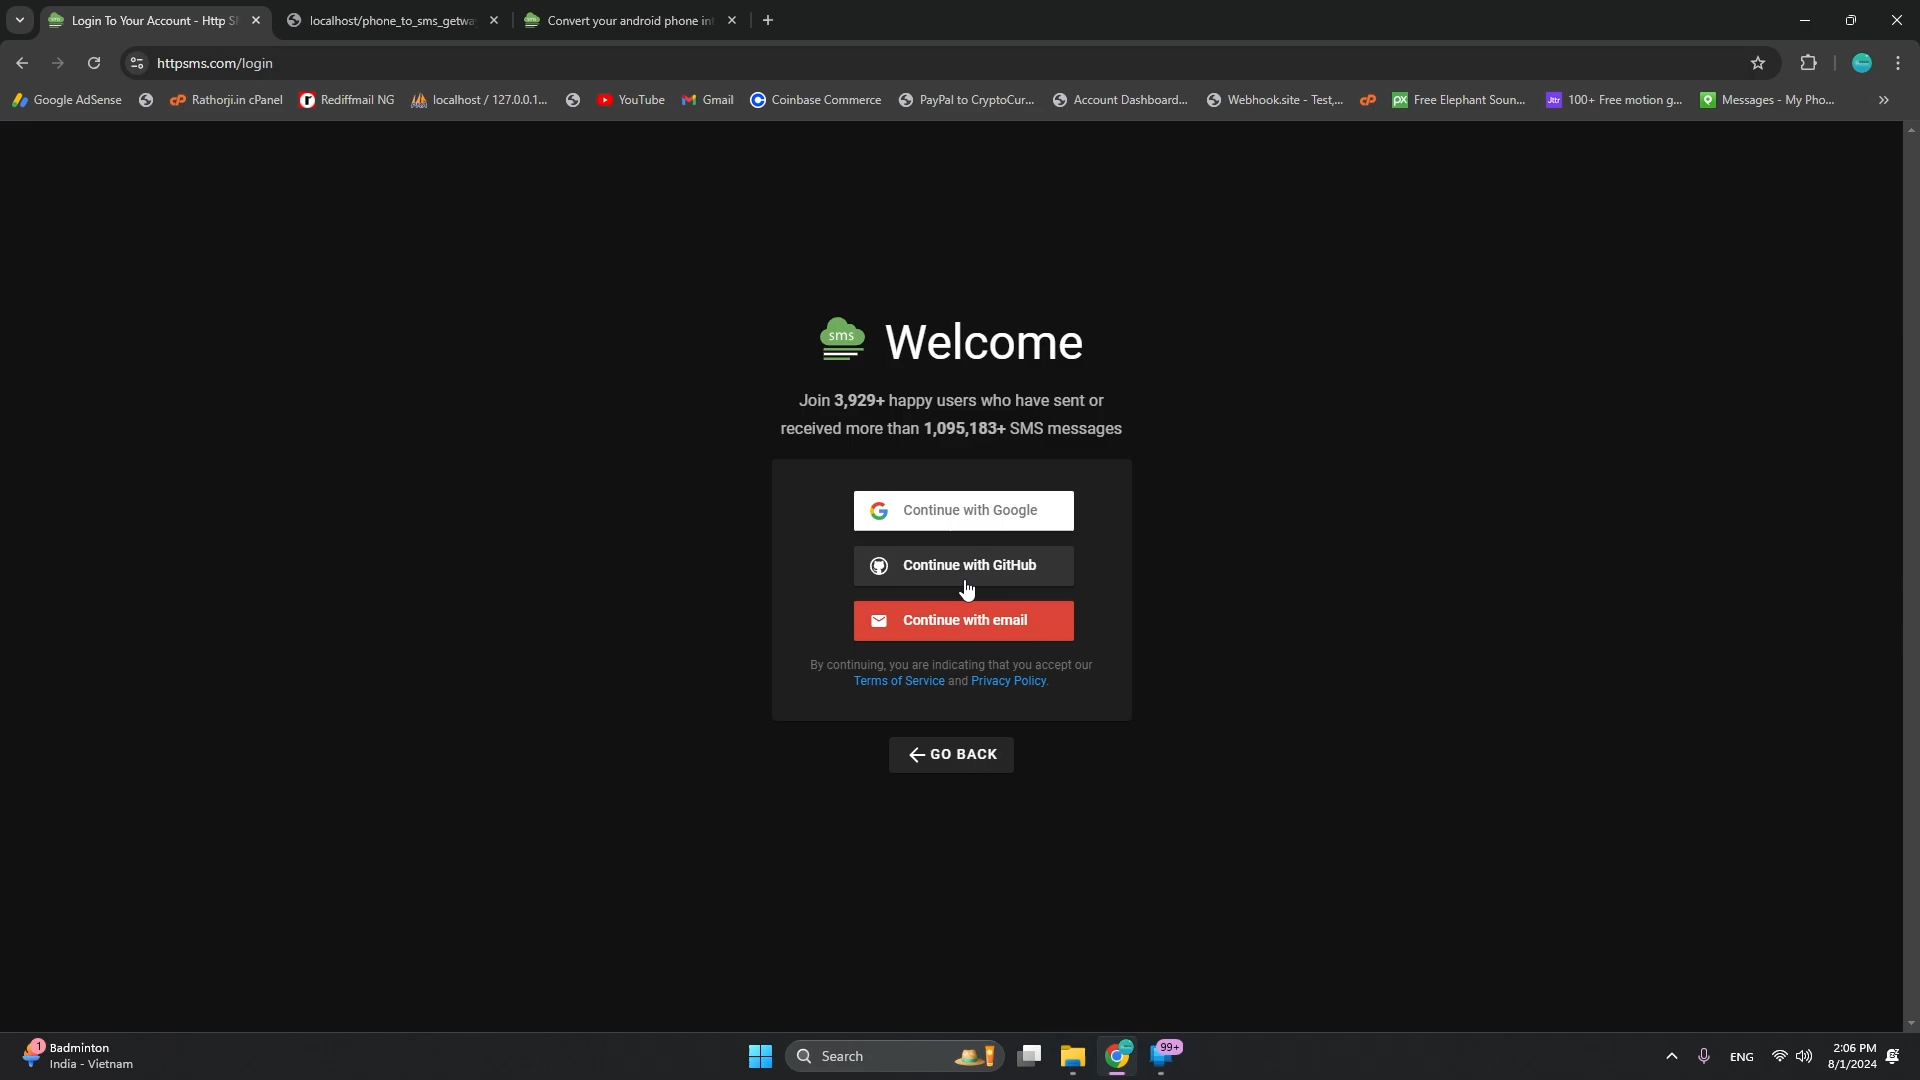 Login To Your Account - Http S
localhost/phone_to_sms_getwa
Convert your android phone in
httpsms.com/login
Google AdSense
Rathorji.in cPanel
Rediffmail NG
localhost / 127.0.0.1...
YouTube
Gmail
Coinbase Commerce
PayPal to CryptoCur...
Account Dashboard...
Webhook.site - Test,...
Free Elephant Soun...
100+ Free motion g...
Messages - My Pho...
sms
Welcome
Join 3,929+ happy users who have sent or
received more than 1,095,183+ SMS messages
Continue with Google
Continue with GitHub
Continue with email
By continuing, you are indicating that you accept our
Terms of Service and Privacy Policy.
GO BACK
1
Badminton
India - Vietnam
Search
99+
ENG
2:06 PM
8/1/2024